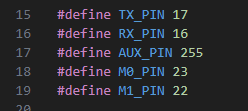 15 #define TX_PIN 17
16 #define RX_PIN 16
17 #define AUX_PIN 255
18 #define M0_PIN 23
19 #define M1_PIN 22
20